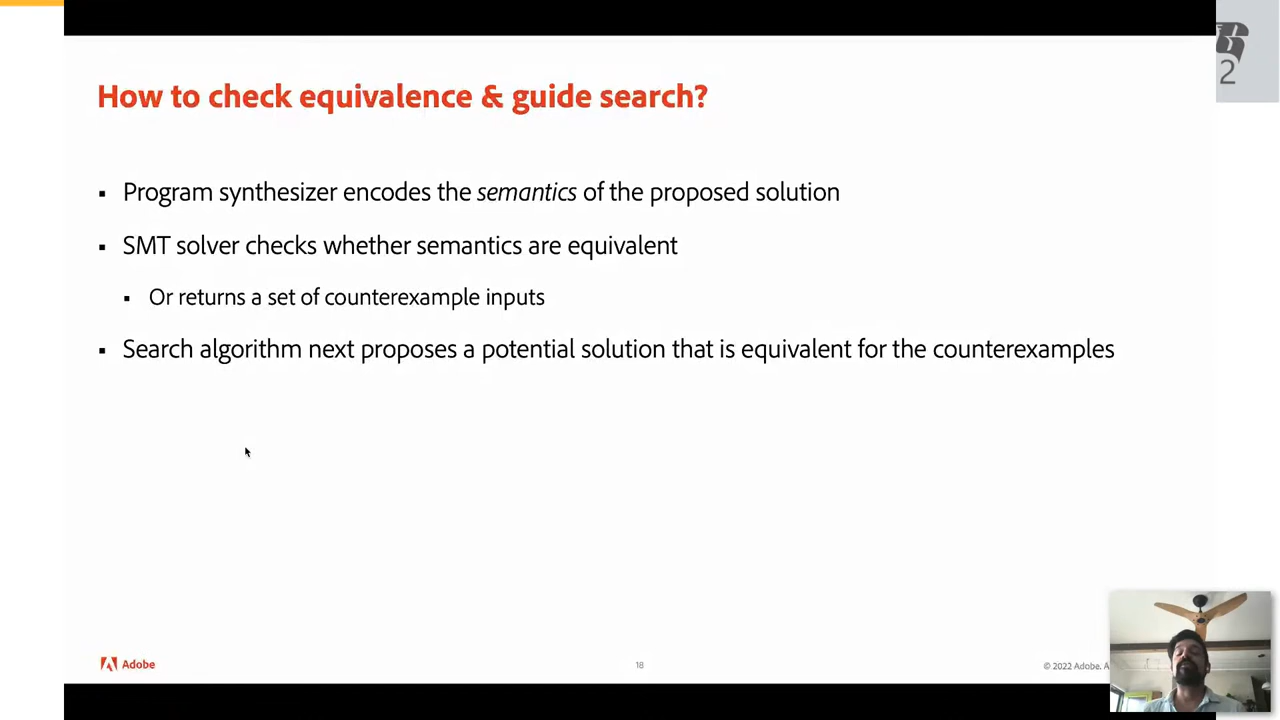 2
How to check equivalence & guide search?
▪ Program synthesizer encodes the semantics of the proposed solution
▪ SMT solver checks whether semantics are equivalent
▪ Or returns a set of counterexample inputs
▪ Search algorithm next proposes a potential solution that is equivalent for the counterexamples
Adobe
18
© 2022 Adobe. A